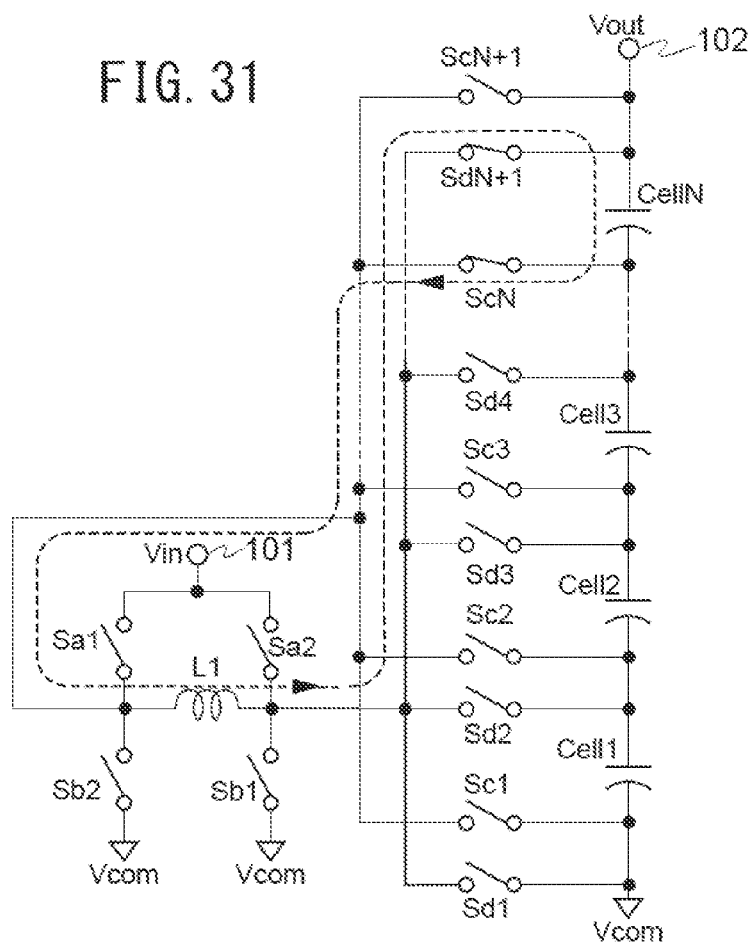 FIG. 31
Vout
102
ScN+1
SdN+1
CellN
ScN
Sd4
Cell3
Sc3
Vin
101
Sd3
Cell2
Sa1
Sa2
Sc2
L1
Sd2
Cell1
Sb2
Sb1
Sc1
Vcom
Vcom
Sd1
Vcom